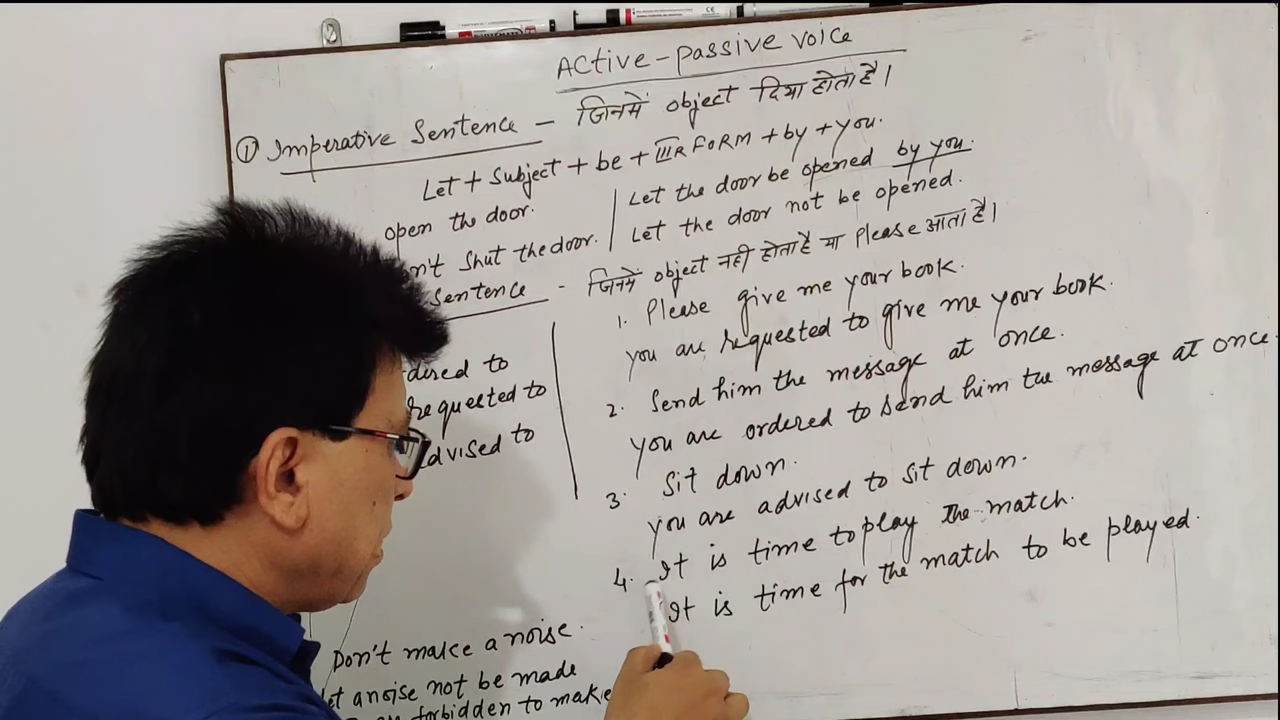 Active-passive voice
① Imperative Sentence - जिनमें object दिया होता है।
Let + Subject + be + III R FORM + by + you.
open the door.
Let the door be opened by you.
n't Shut the door.
Let the door not be opened.
Sentence - जिनमें object नही होता है या Please आता है।
dered to
requested to
advised to
1. Please give me your book.
you are requested to give me your book.
2. Send him the message at once.
you are ordered to send him the message at once.
3. Sit down.
you are advised to sit down.
4. It is time to play the match.
It is time for the match to be played.
Don't make a noise.
et a noise not be made
forbidden to make